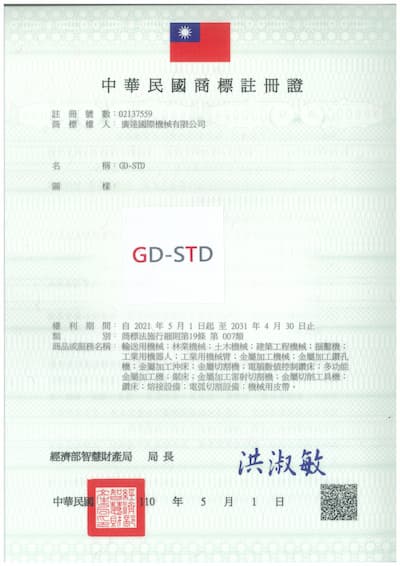 中華民國商標註冊證
註冊號數：02137559
商標權人：廣達國際機械有限公司
名稱：GD-STD
圖樣：
GD-STD
權利期間：自 2021 年 5 月 1 日起 至 2031 年 4 月 30 日止
類別：商標法施行細則第19條 第 007類
商品或服務名稱：輸送用機械；林業機械；土木機械；建築工程機械；掘鑿機；
工業用機器人；工業用機械臂；金屬加工機械；金屬加工鑽孔
機；金屬加工沖床；金屬切割機；電腦數值控制鑽床；多功能
金屬加工機；鋸床；金屬加工雷射切割機；金屬切削工具機；
鑽床；熔接設備；電弧切割設備；機械用皮帶。
經濟部智慧財產局 局長
洪淑敏
中華民國 110 年 5 月 1 日